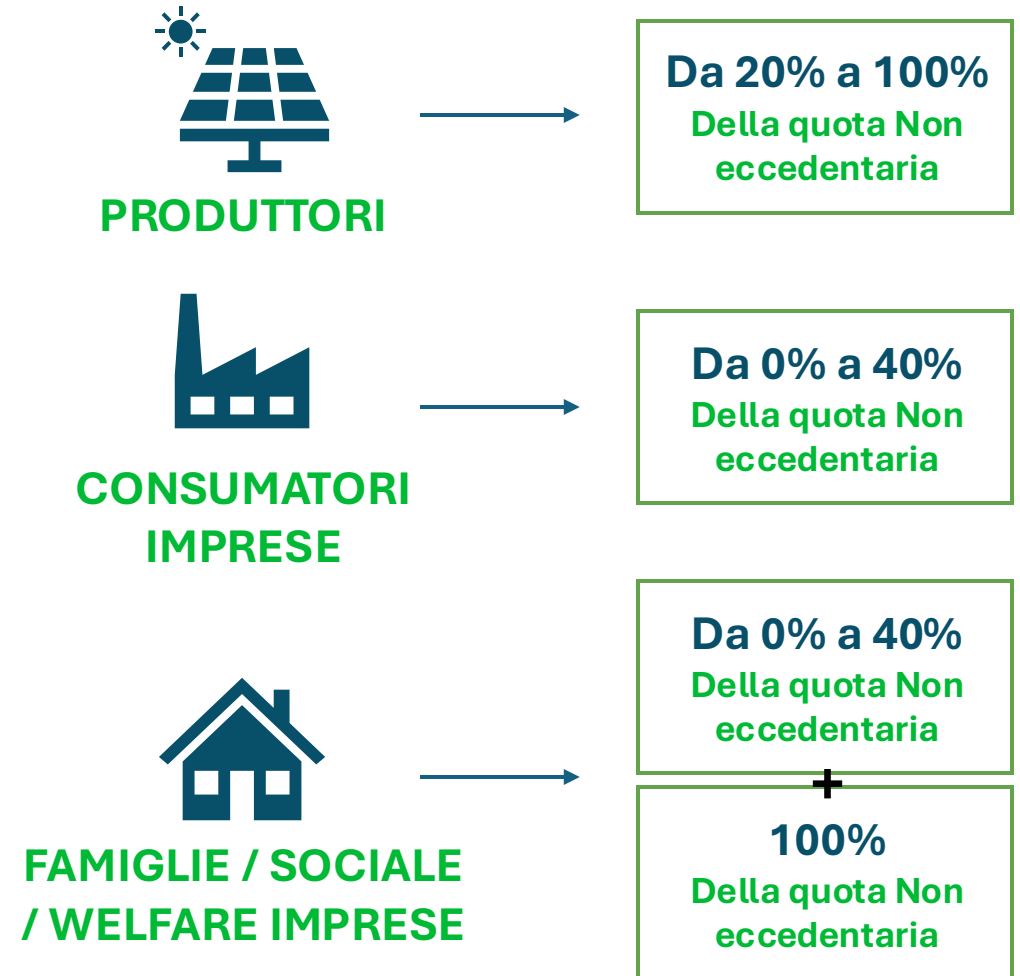 PRODUTTORI
Da 20% a 100%
Della quota Non
eccedentaria
CONSUMATORI
IMPRESE
Da 0% a 40%
Della quota Non
eccedentaria
FAMIGLIE / SOCIALE
/ WELFARE IMPRESE
Da 0% a 40%
Della quota Non
eccedentaria
+
100%
Della quota Non
eccedentaria